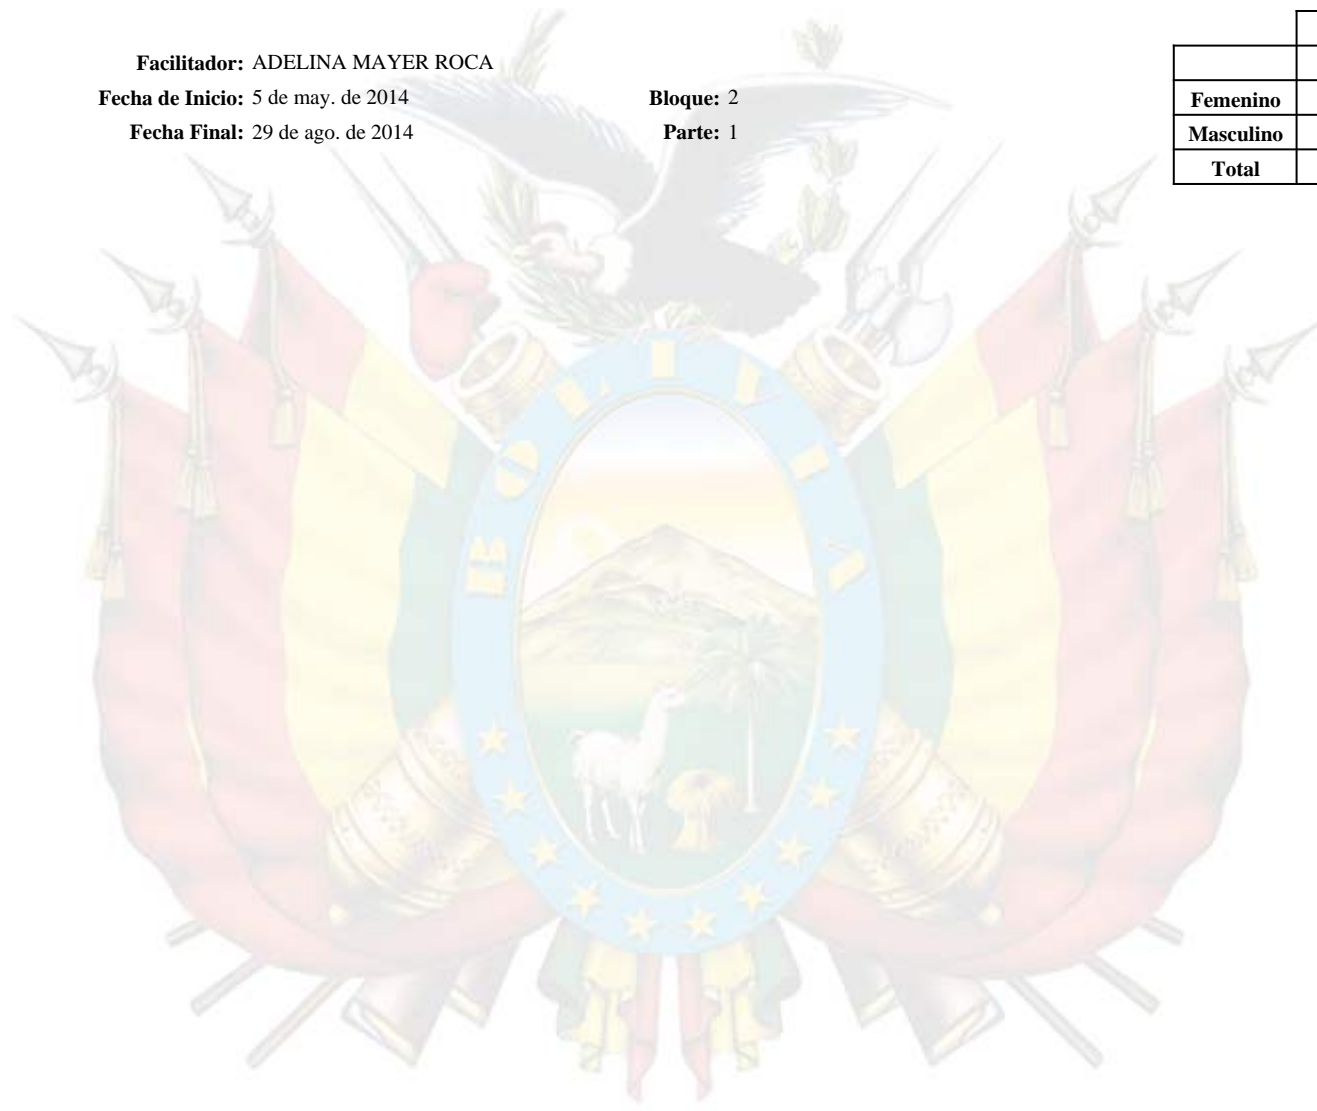 Facilitador: ADELINA MAYER ROCA
Fecha de Inicio: 5 de may. de 2014 Bloque: 2
Fecha Final: 29 de ago. de 2014 Parte: 1
Femenino
Masculino
Total
BOLIVIA